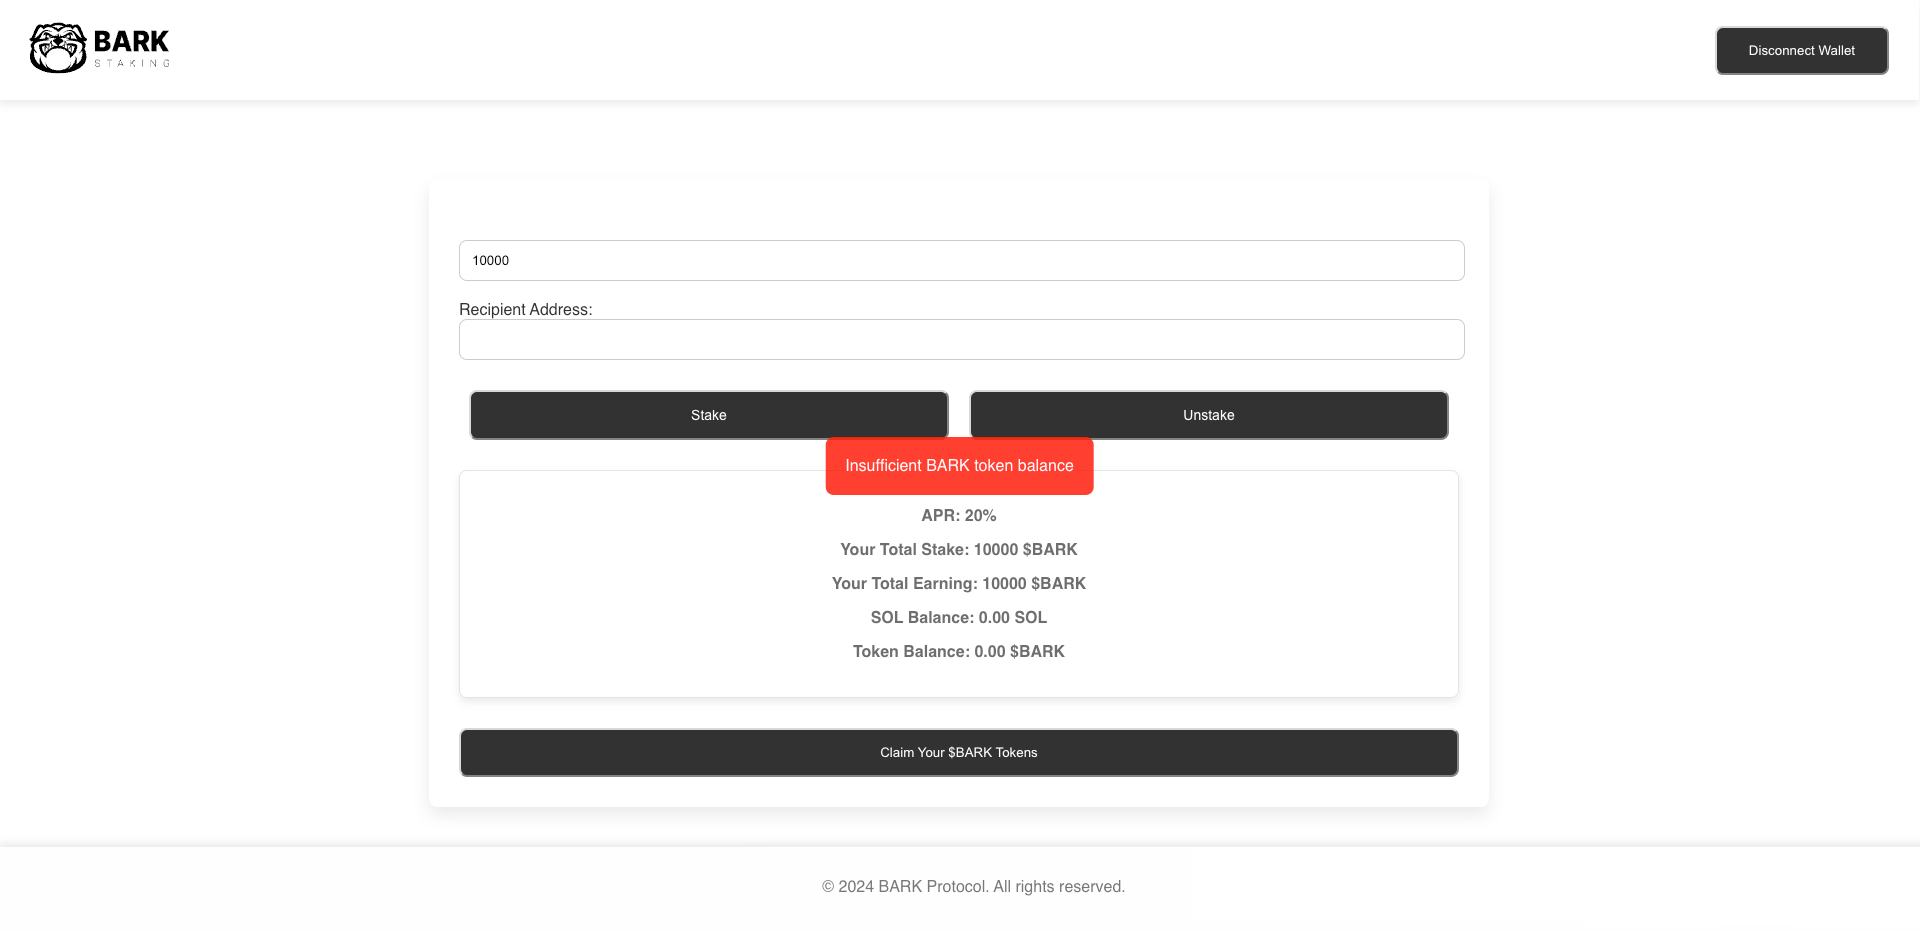 BARK
STAKING
Disconnect Wallet
10000
Recipient Address:
Stake
Unstake
Insufficient BARK token balance
APR: 20%
Your Total Stake: 10000 $BARK
Your Total Earning: 10000 $BARK
SOL Balance: 0.00 SOL
Token Balance: 0.00 $BARK
Claim Your $BARK Tokens
© 2024 BARK Protocol. All rights reserved.